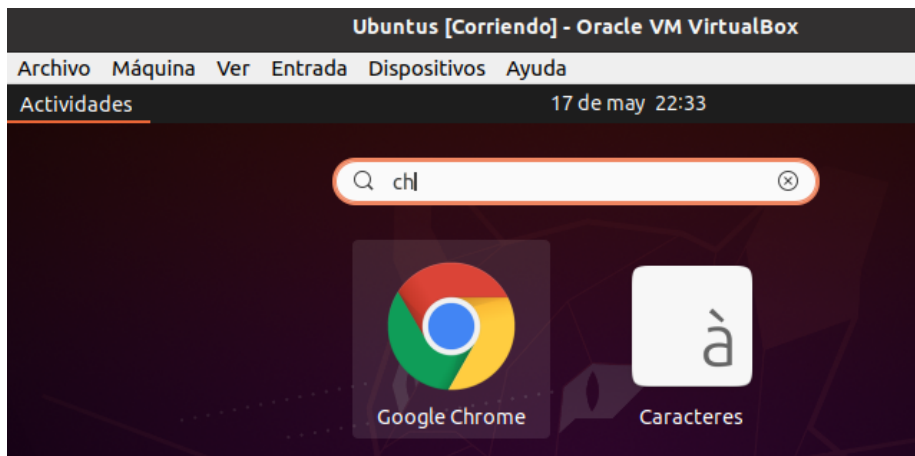 Ubuntus [Corriendo] - Oracle VM VirtualBox
Archivo Máquina Ver Entrada Dispositivos Ayuda
Actividades 17 de may 22:33
ch
à
Google Chrome Caracteres